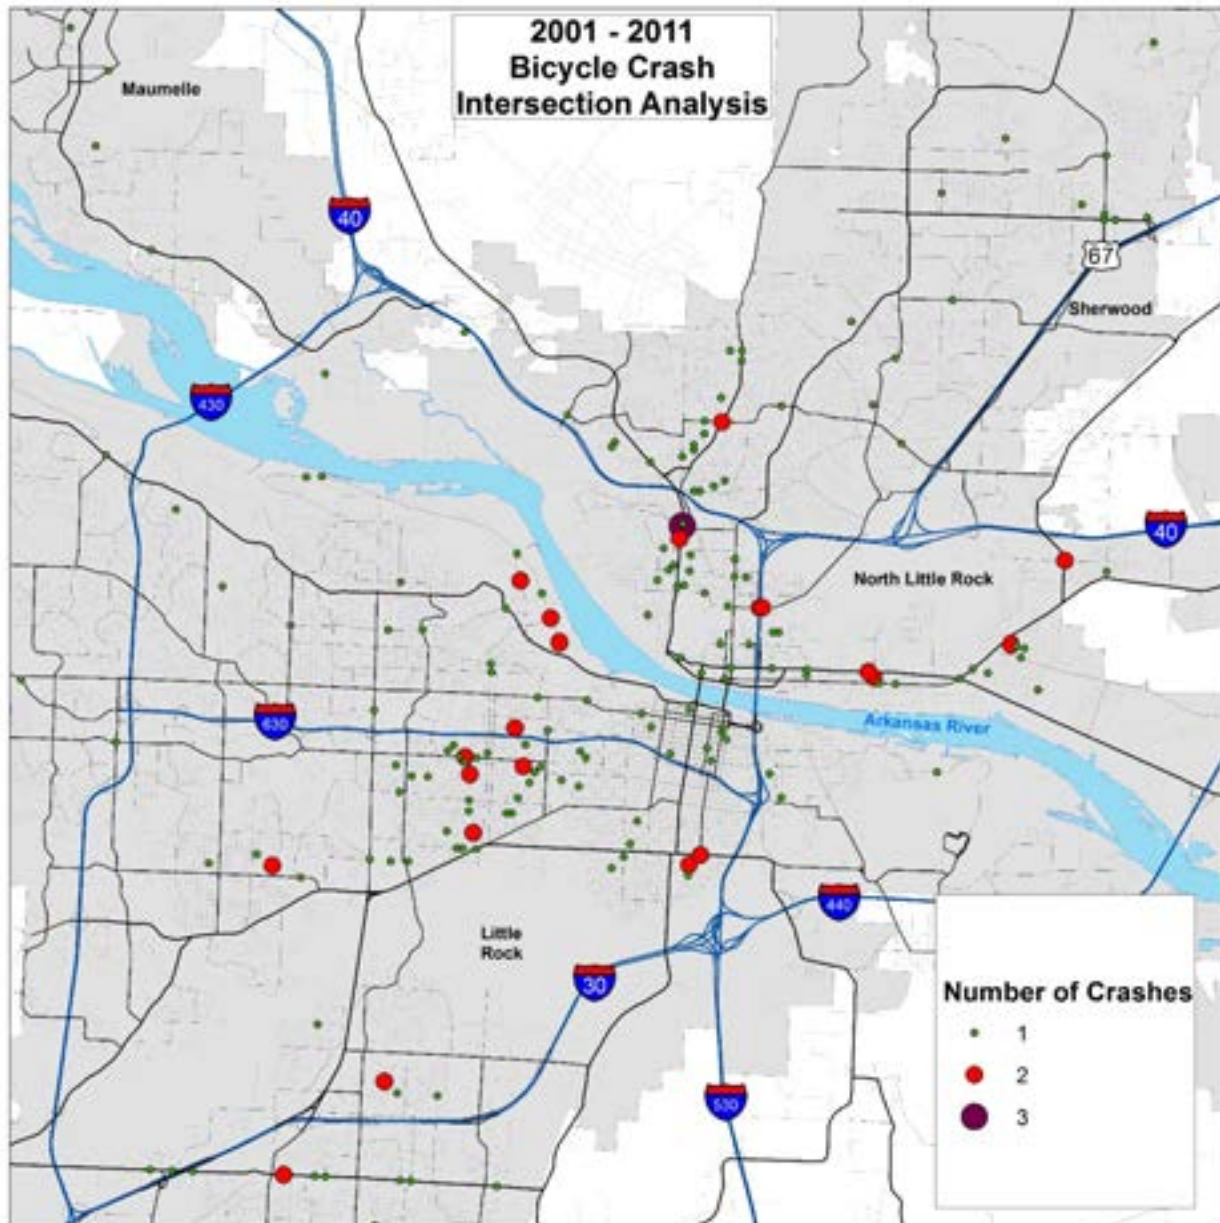 2001 - 2011
Bicycle Crash
Intersection Analysis
Maumelle
40
67
Sherwood
430
40
North Little Rock
630
Arkansas River
440
Little
Rock
30
530
Number of Crashes
1
2
3